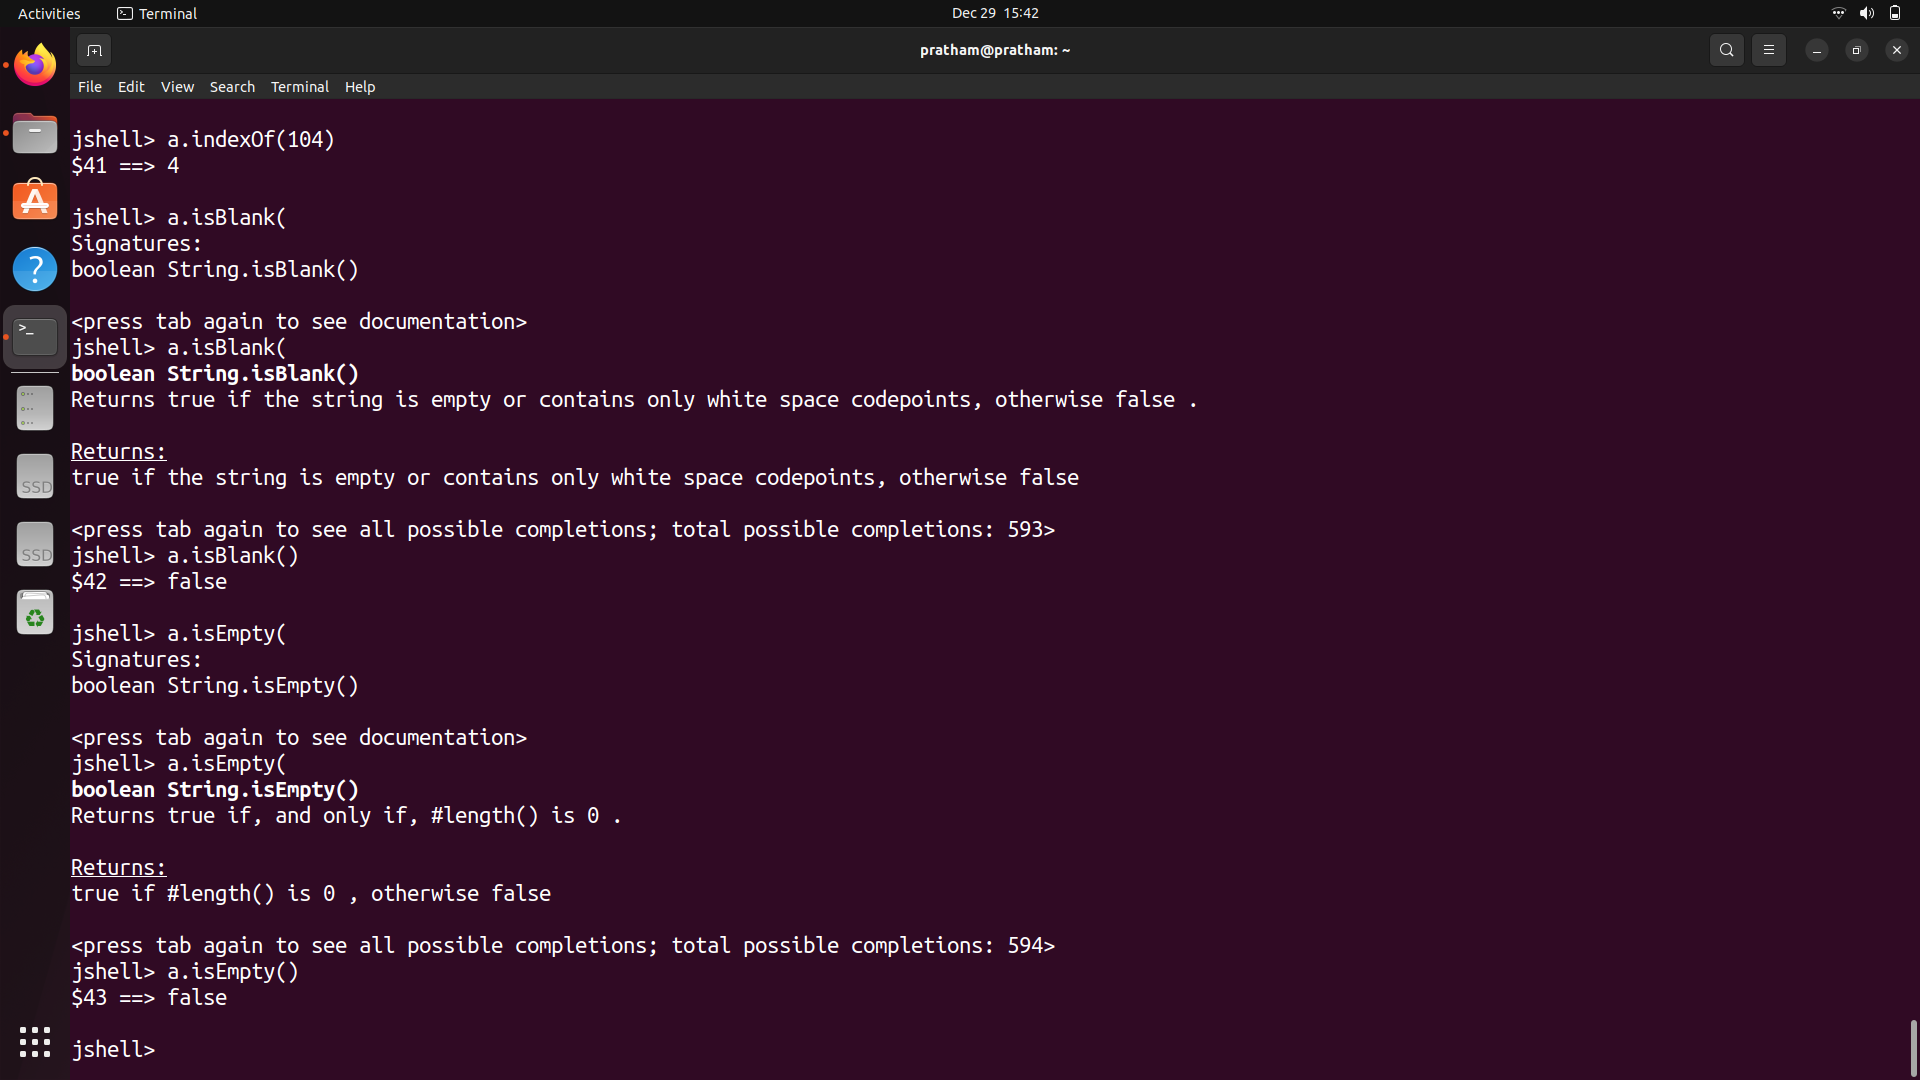 Activities
Terminal
Dec 29 15:42
pratham@pratham: ~
File Edit View Search Terminal Help
jshell> a.indexOf(104)
$41 ==> 4
jshell> a.isBlank(
Signatures:
boolean String.isBlank()
<press tab again to see documentation>
jshell> a.isBlank(
boolean String.isBlank()
Returns true if the string is empty or contains only white space codepoints, otherwise false .
Returns:
true if the string is empty or contains only white space codepoints, otherwise false
<press tab again to see all possible completions; total possible completions: 593>
jshell> a.isBlank()
$42 ==> false
jshell> a.isEmpty(
Signatures:
boolean String.isEmpty()
<press tab again to see documentation>
jshell> a.isEmpty(
boolean String.isEmpty()
Returns true if, and only if, #length() is 0 .
Returns:
true if #length() is 0 , otherwise false
<press tab again to see all possible completions; total possible completions: 594>
jshell> a.isEmpty()
$43 ==> false
jshell>
?
>_
SSD
SSD